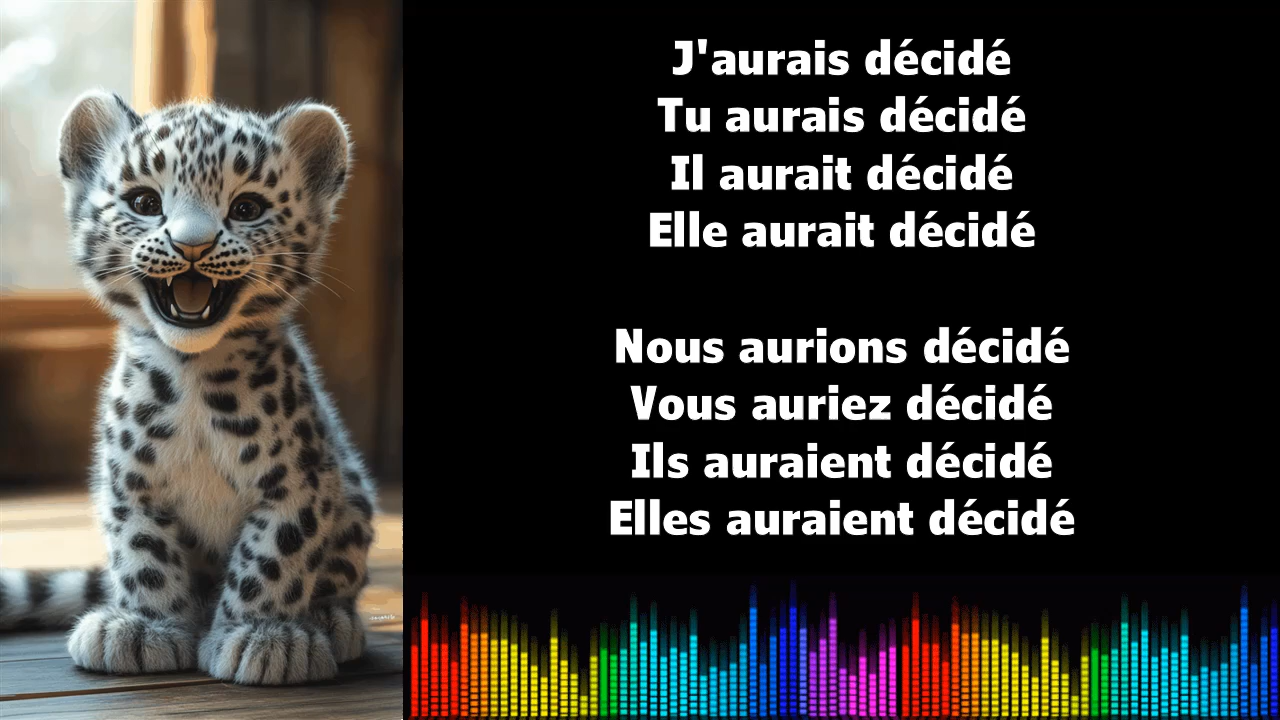 J'aurais décidé
Tu aurais décidé
Il aurait décidé
Elle aurait décidé
Nous aurions décidé
Vous auriez décidé
Ils auraient décidé
Elles auraient décidé